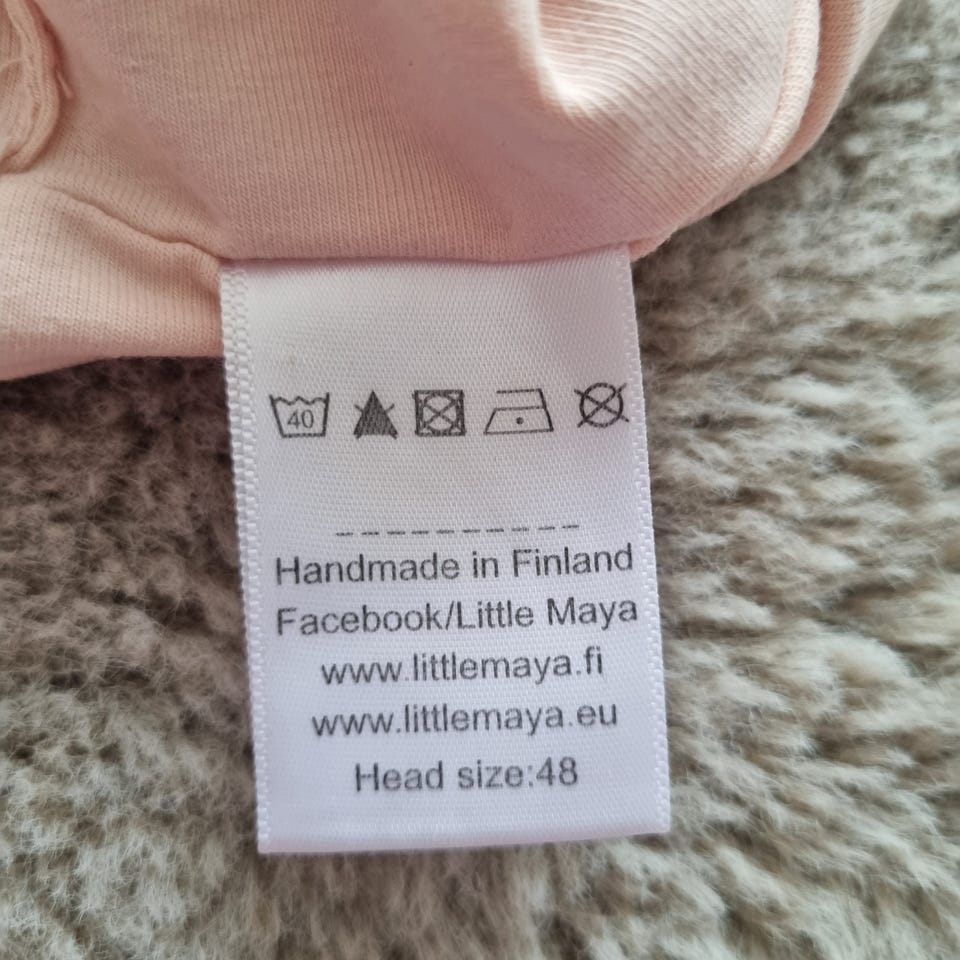 40
Handmade in Finland
Facebook/Little Maya
www.littlemaya.fi
www.littlemaya.eu
Head size:48